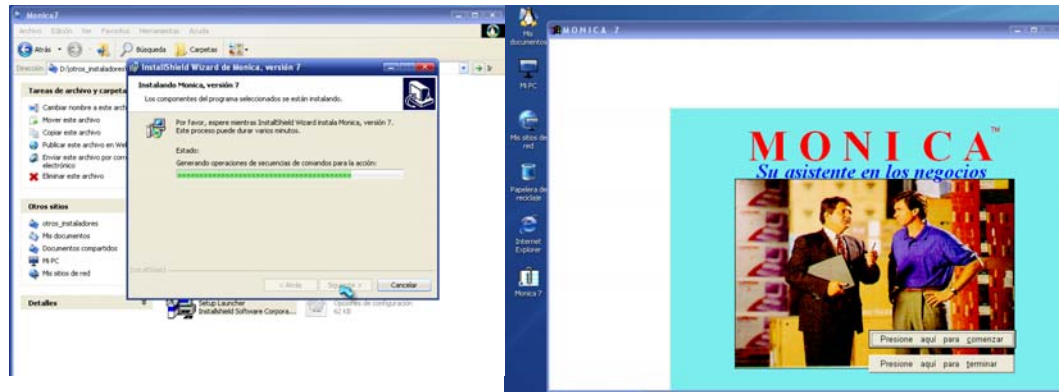 Monica7
Archivo Edición Ver Favoritos Herramientas Ayuda
Atrás Búsqueda Carpetas
Dirección D:\otros_instaladores\
Tareas de archivo y carpeta
Cambiar nombre a este arch
Mover este archivo
Copiar este archivo
Publicar este archivo en Web
Enviar este archivo por corr
electrónico
Eliminar este archivo
Otros sitios
otros_instaladores
Mis documentos
Documentos compartidos
Mi PC
Mis sitios de red
Detalles
InstallShield Wizard de Monica, versión 7
Instalando Monica, versión 7
Los componentes del programa seleccionados se están instalando.
Por favor, espere mientras InstallShield Wizard instala Monica, versión 7.
Este proceso puede durar varios minutos.
Estado:
Generando operaciones de secuencias de comandos para la acción:
InstallShield
< Atrás Siguiente > Cancelar
Setup Launcher
InstallShield Software Corpora...
Opciones de configuración
62 KB
Mis
documentos
Mi PC
Mis sitios de
red
Papelera de
reciclaje
Internet
Explorer
Monica 7
MONICA 7
MONICA™
Su asistente en los negocios
Presione aquí para comenzar
Presione aquí para terminar